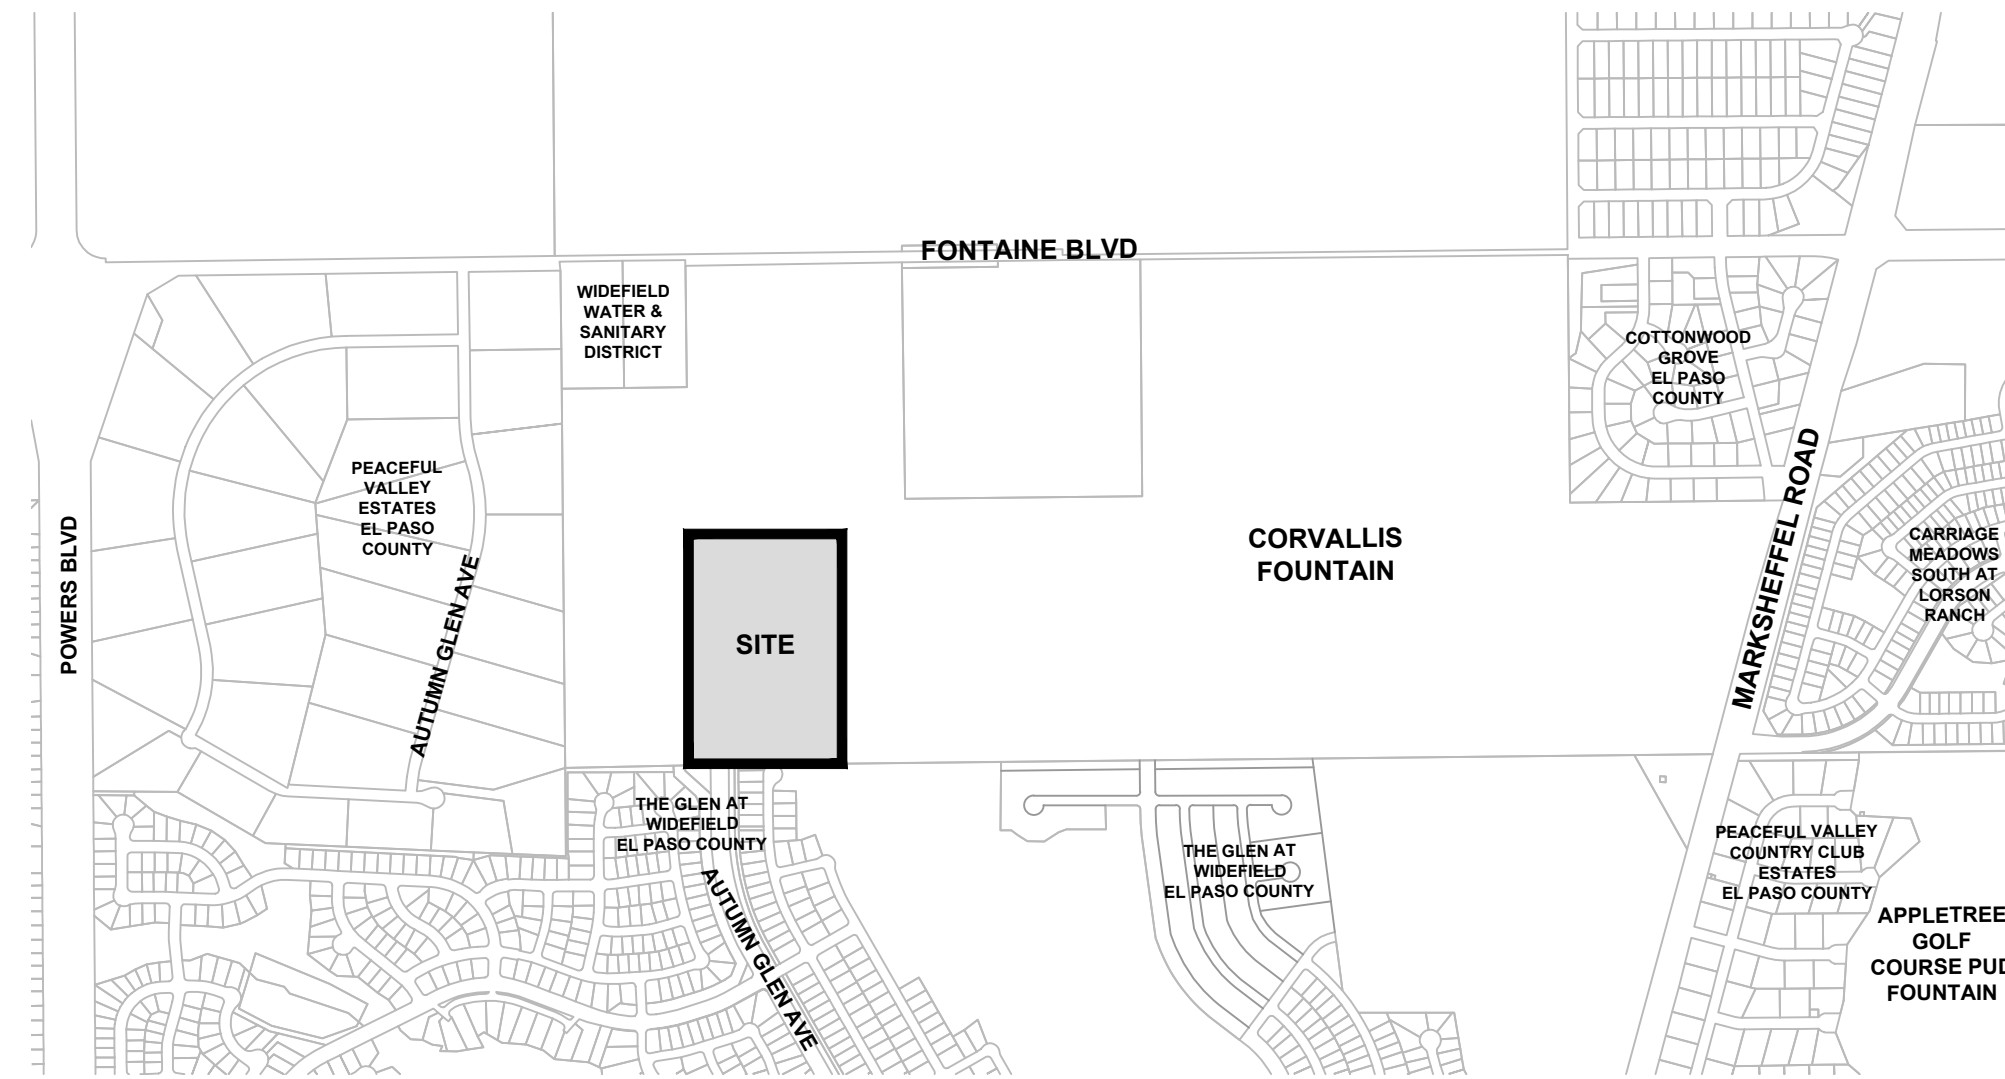 FONTAINE BLVD
WIDEFIELD
WATER &
SANITARY
DISTRICT
COTTONWOOD
GROVE
EL PASO
COUNTY
PEACEFUL
VALLEY
ESTATES
EL PASO
COUNTY
POWERS BLVD
AUTUMN GLEN AVE
SITE
CORVALLIS
FOUNTAIN
MARKSHEFFEL ROAD
CARRIAGE
MEADOWS
SOUTH AT
LORSON
RANCH
THE GLEN AT
WIDEFIELD
EL PASO COUNTY
AUTUMN GLEN AVE
THE GLEN AT
WIDEFIELD
EL PASO COUNTY
PEACEFUL VALLEY
COUNTRY CLUB
ESTATES
EL PASO COUNTY
APPLETREE
GOLF
COURSE PUD
FOUNTAIN